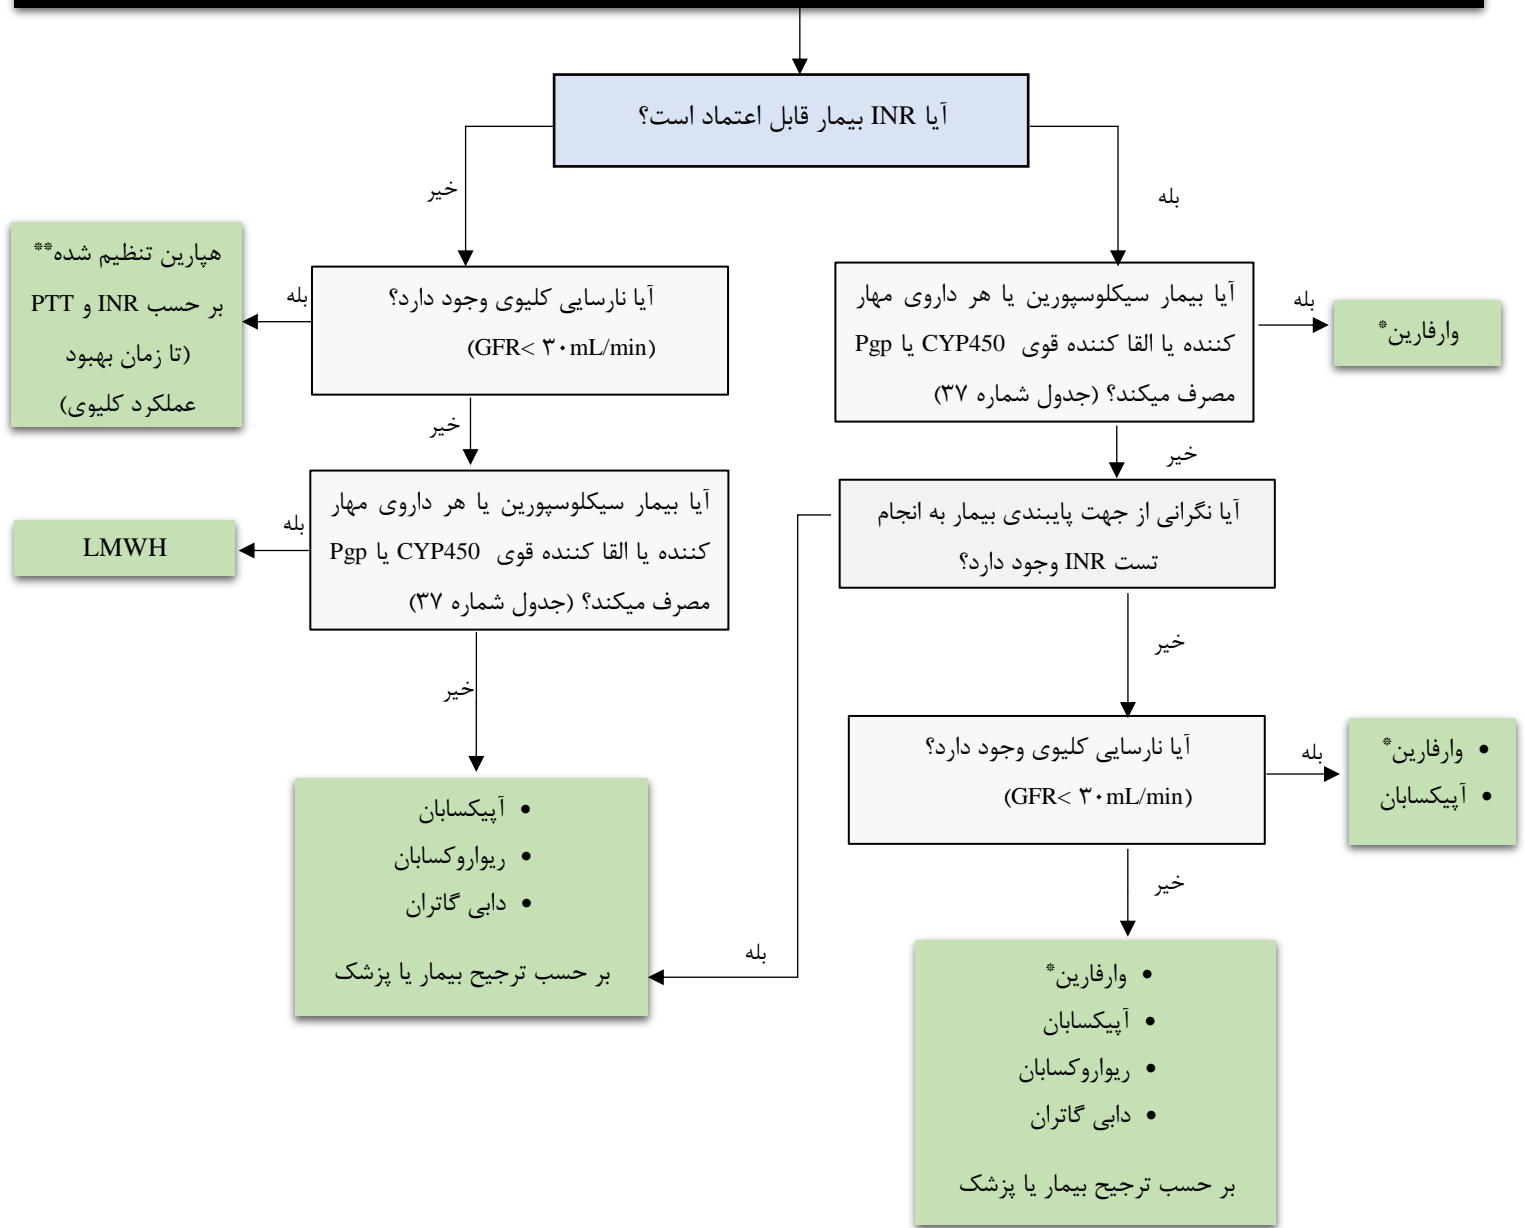 آیا INR بیمار قابل اعتماد است؟
بله
خیر
آیا بیمار سیکلوسپورین یا هر داروی مهار
کننده یا القا کننده قوی CYP450 یا Pgp
مصرف میکند؟ (جدول شماره ۳۷)
بله
وارفارین*
خیر
آیا نگرانی از جهت پایبندی بیمار به انجام
تست INR وجود دارد؟
خیر
بله
آیا نارسایی کلیوی وجود دارد؟
(GFR< ۳۰mL/min)
بله
• وارفارین*
• آپیکسابان
خیر
• وارفارین*
• آپیکسابان
• ریواروکسابان
• دابی گاتران
بر حسب ترجیح بیمار یا پزشک
آیا نارسایی کلیوی وجود دارد؟
(GFR< ۳۰mL/min)
بله
هپارین تنظیم شده**
بر حسب INR و PTT
(تا زمان بهبود
عملکرد کلیوی)
خیر
آیا بیمار سیکلوسپورین یا هر داروی مهار
کننده یا القا کننده قوی CYP450 یا Pgp
مصرف میکند؟ (جدول شماره ۳۷)
بله
LMWH
خیر
• آپیکسابان
• ریواروکسابان
• دابی گاتران
بر حسب ترجیح بیمار یا پزشک